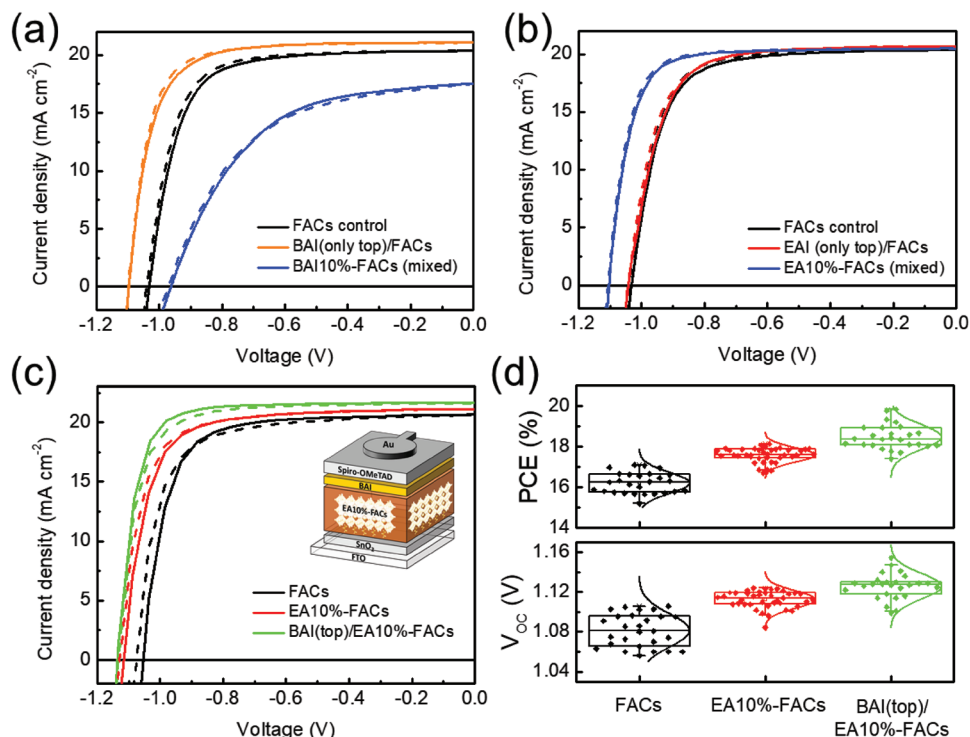 (a)
Current density (mA cm⁻²)
20
15
10
5
0
FACs control
BAI(only top)/FACs
BAI10%-FACs (mixed)
-1.2 -1.0 -0.8 -0.6 -0.4 -0.2 0.0
Voltage (V)
(b)
Current density (mA cm⁻²)
20
15
10
5
0
FACs control
EAI (only top)/FACs
EA10%-FACs (mixed)
-1.2 -1.0 -0.8 -0.6 -0.4 -0.2 0.0
Voltage (V)
(c)
Current density (mA cm⁻²)
20
15
10
5
0
Au
Spiro-OMeTAD
BAI
EA10%-FACs
SnO₂
FTO
FACs
EA10%-FACs
BAI(top)/EA10%-FACs
-1.2 -1.0 -0.8 -0.6 -0.4 -0.2 0.0
Voltage (V)
(d)
PCE (%)
20
18
16
14
V_OC (V)
1.16
1.12
1.08
1.04
FACs
EA10%-FACs
BAI(top)/
EA10%-FACs